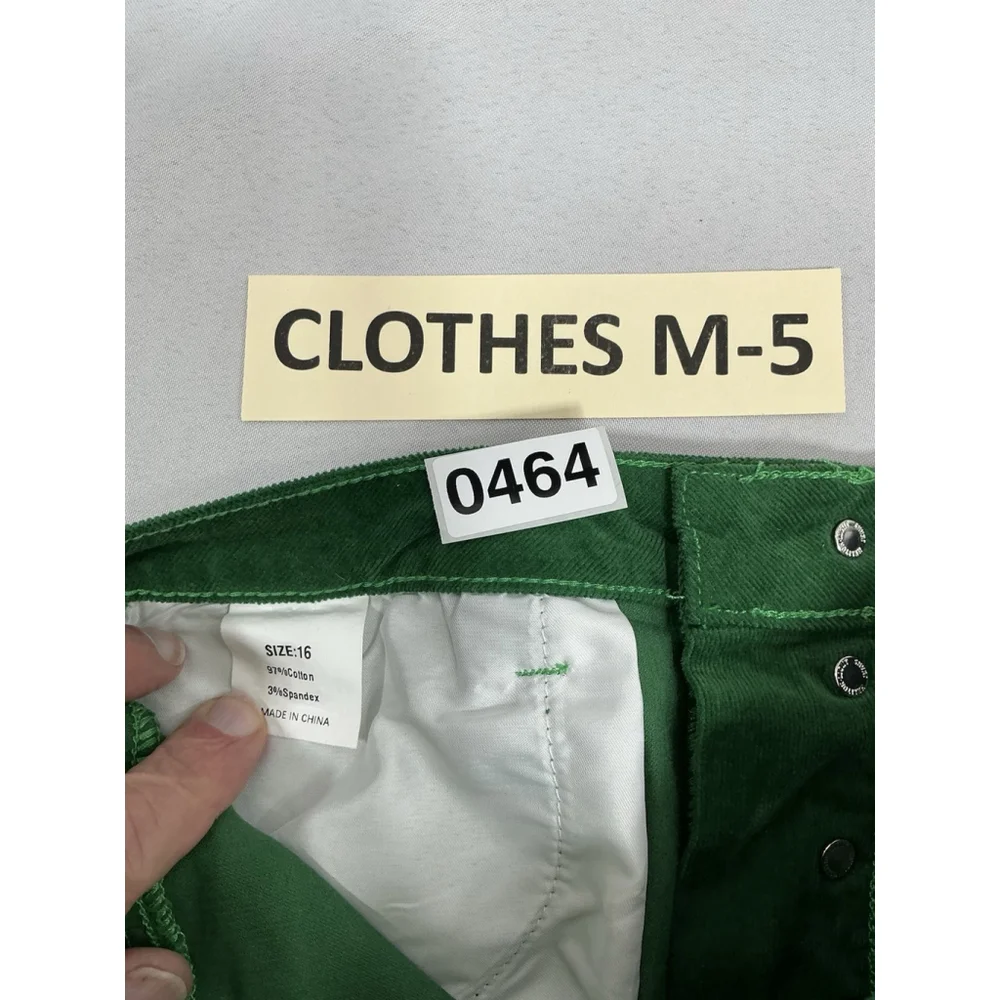 CLOTHES M-5
0464
SIZE:16
97%Cotton
3%Spandex
MADE IN CHINA